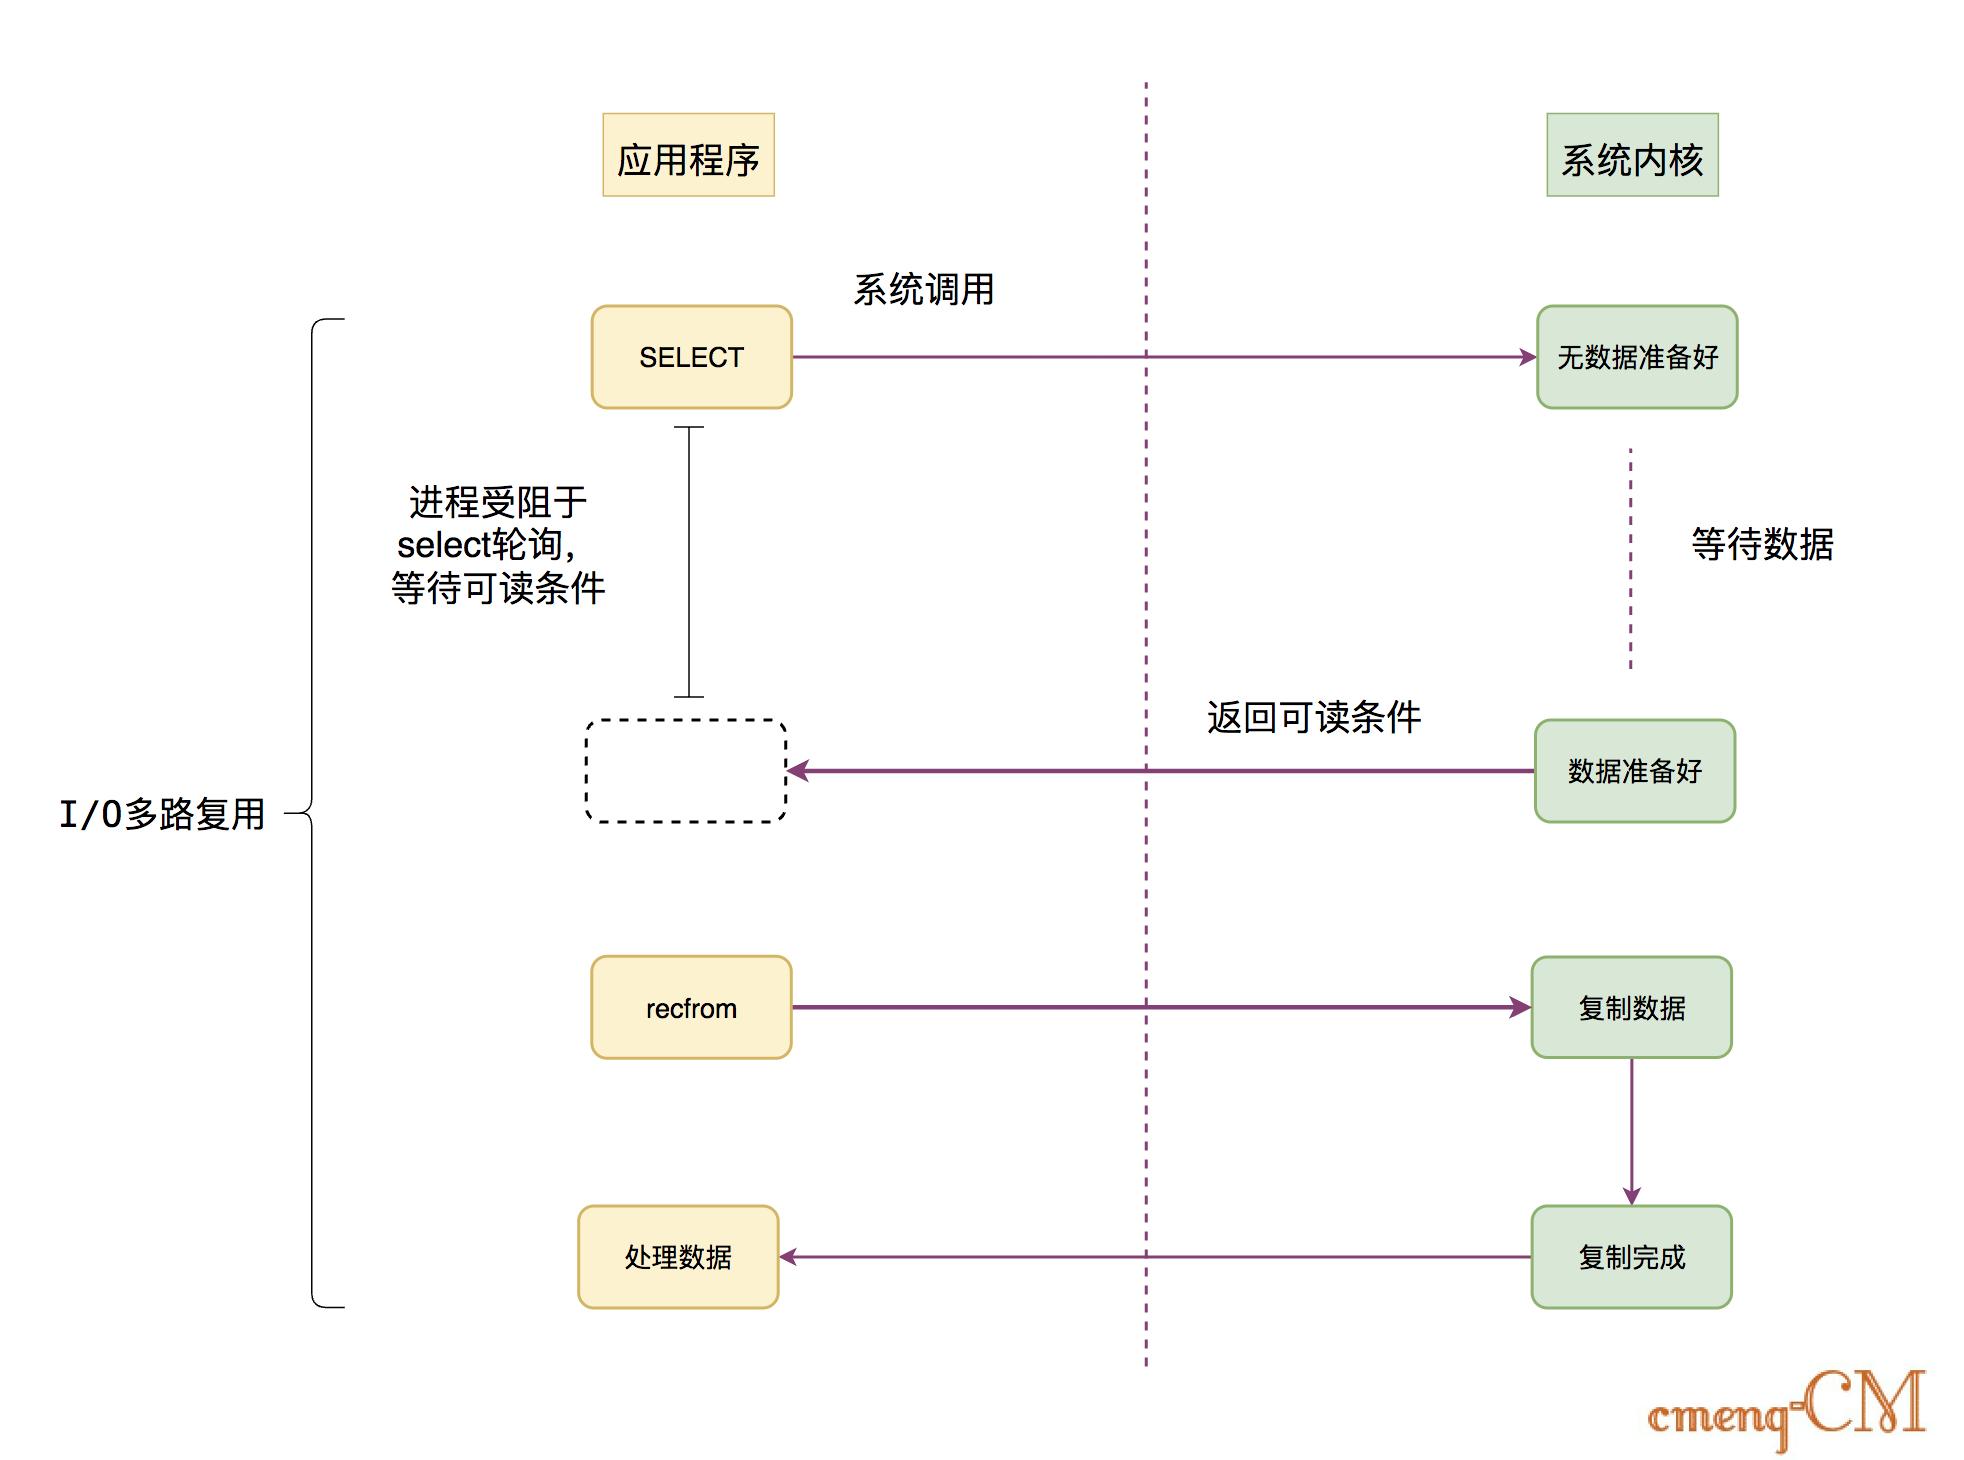 应用程序
系统内核
系统调用
SELECT
无数据准备好
进程受阻于
select轮询，
等待可读条件
等待数据
返回可读条件
数据准备好
I/O多路复用
recfrom
复制数据
处理数据
复制完成
cmenq-CM